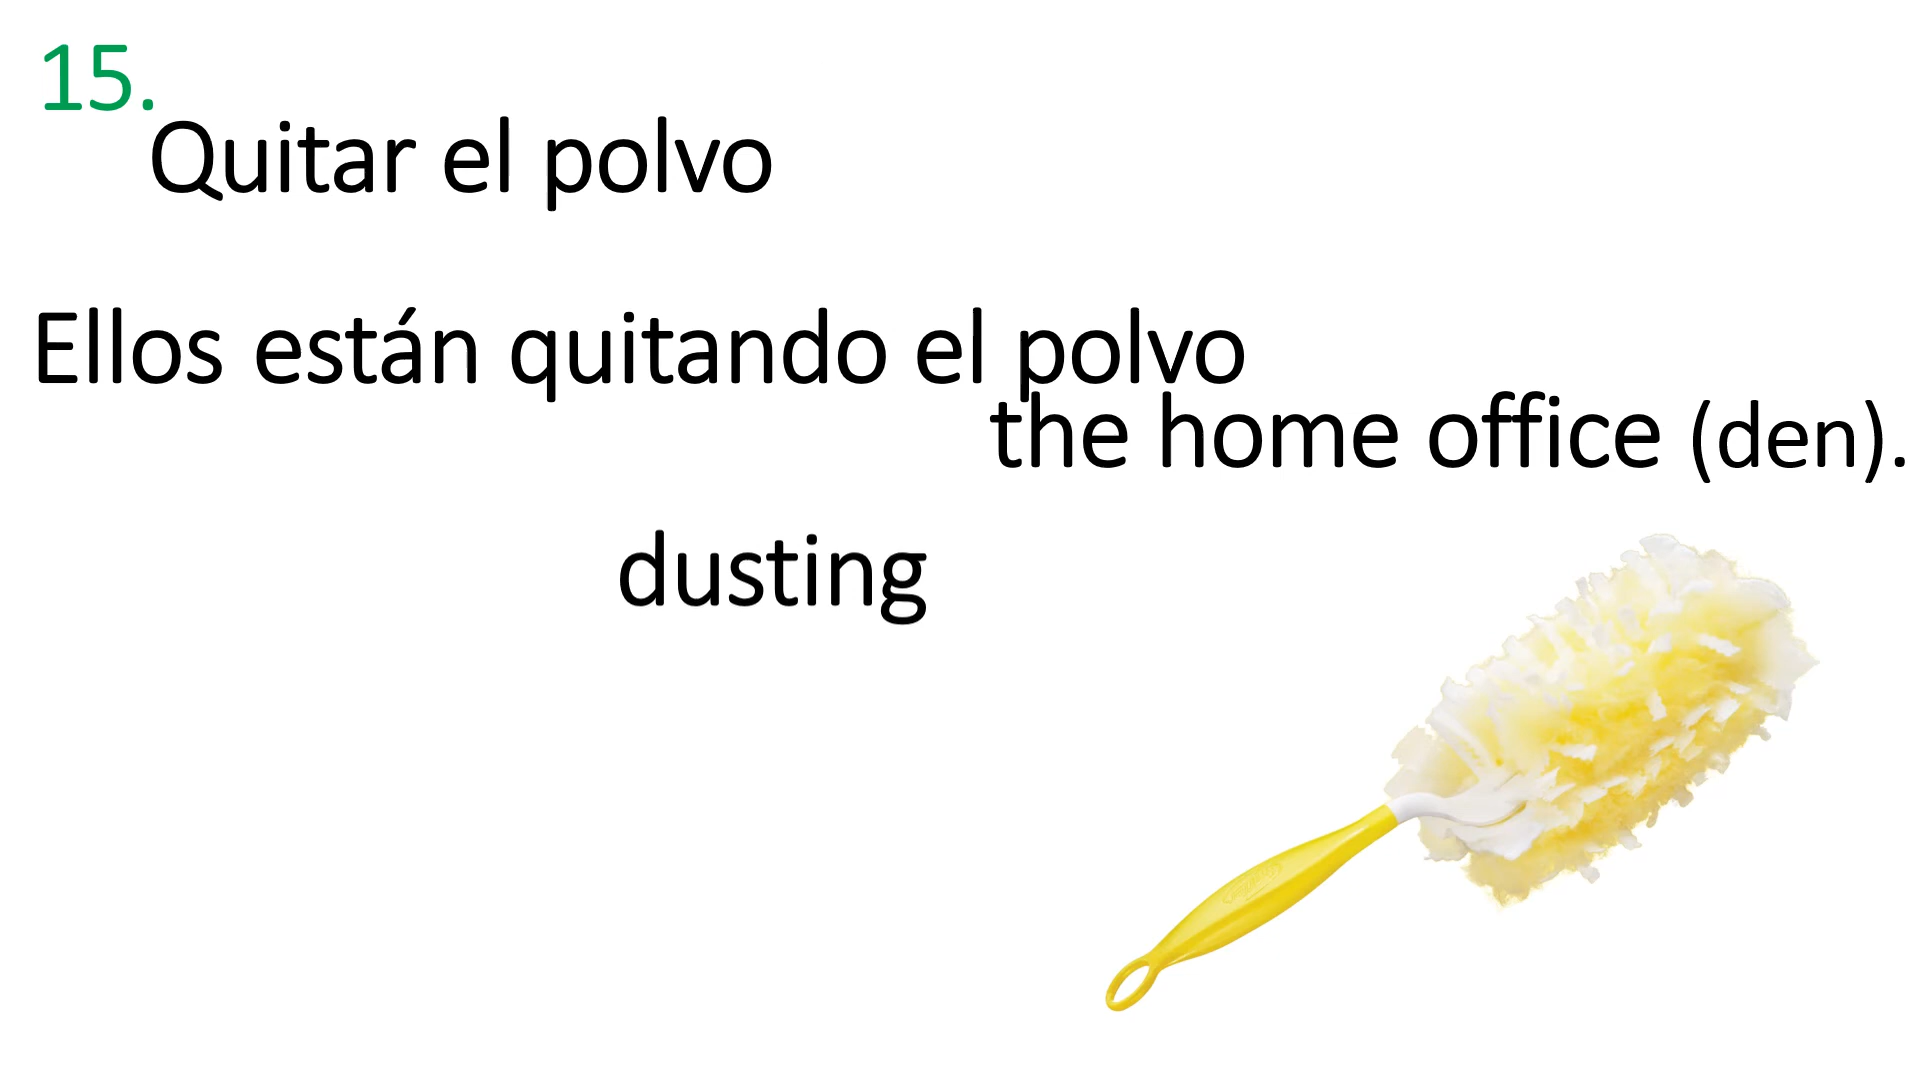 15.
Quitar el polvo
Ellos están quitando el polvo
the home office (den).
dusting